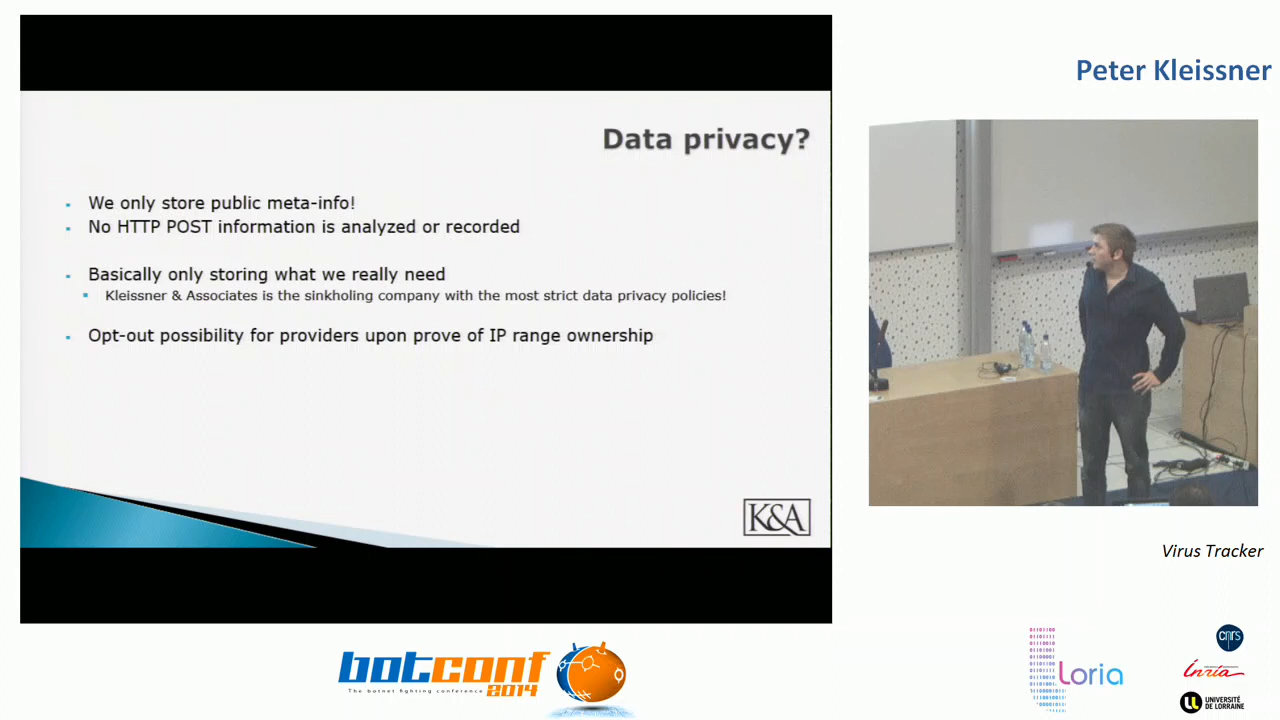 Peter Kleissner
Data privacy?
We only store public meta-info!
No HTTP POST information is analyzed or recorded
Basically only storing what we really need
Kleissner & Associates is the sinkholing company with the most strict data privacy policies!
Opt-out possibility for providers upon prove of IP range ownership
K&A
Virus Tracker
botconf
The botnet fighting conference 2014
Loria
cnrs
inria
UNIVERSITÉ
DE LORRAINE